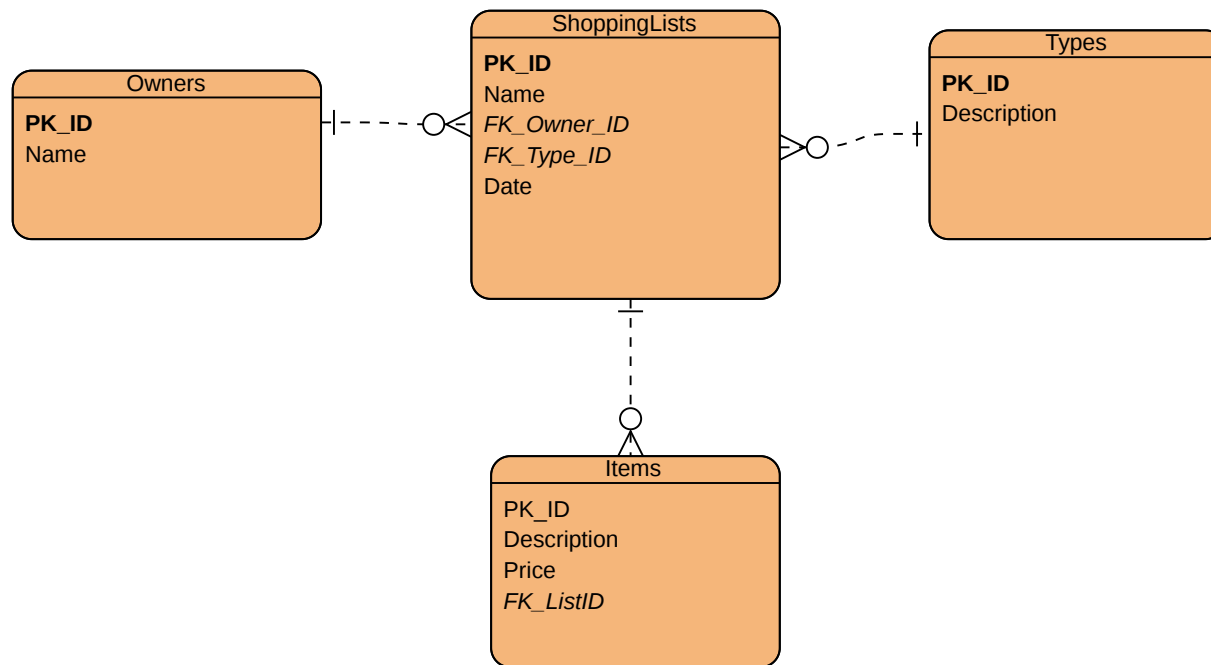 Owners
PK_ID
Name
ShoppingLists
PK_ID
Name
FK_Owner_ID
FK_Type_ID
Date
Types
PK_ID
Description
Items
PK_ID
Description
Price
FK_ListID